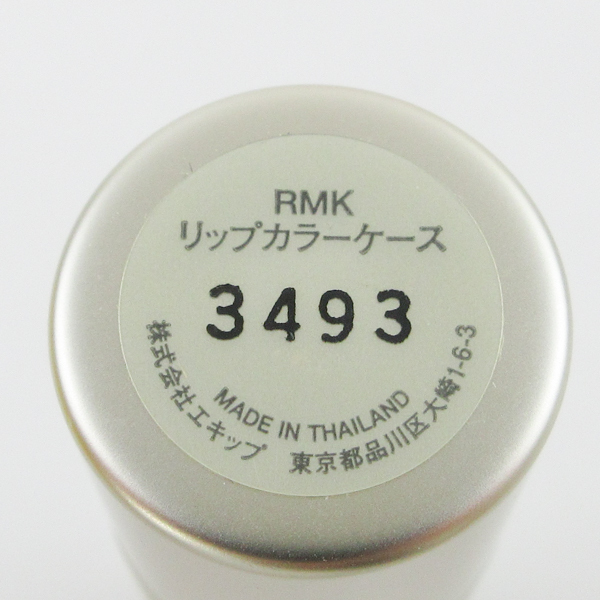 RMK
リップカラーケース
3493
MADE IN THAILAND
株式会社エキップ 東京都品川区大崎1-6-3